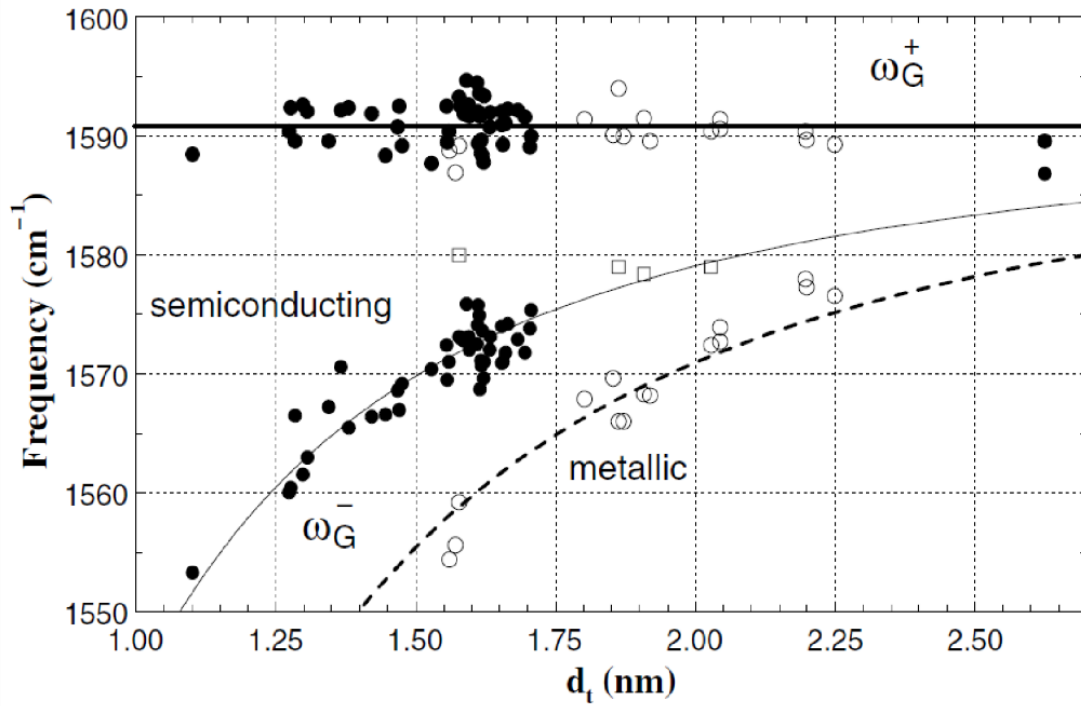 1600
ω_G^+
1590
1580
semiconducting
1570
metallic
1560
ω_G^−
1550
Frequency (cm⁻¹)
1.00 1.25 1.50 1.75 2.00 2.25 2.50
d_t (nm)